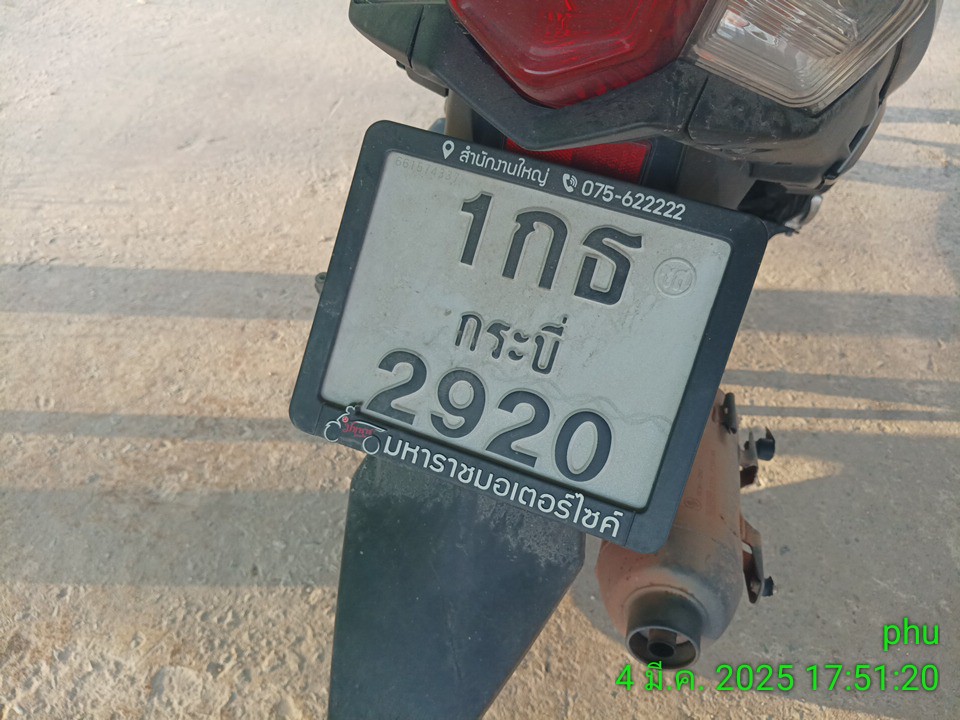 สำนักงานใหญ่ 075-622222
1กธ
กระบี่
2920
มหาราชมอเตอร์ไซค์
phu
4 มี.ค. 2025 17:51:20